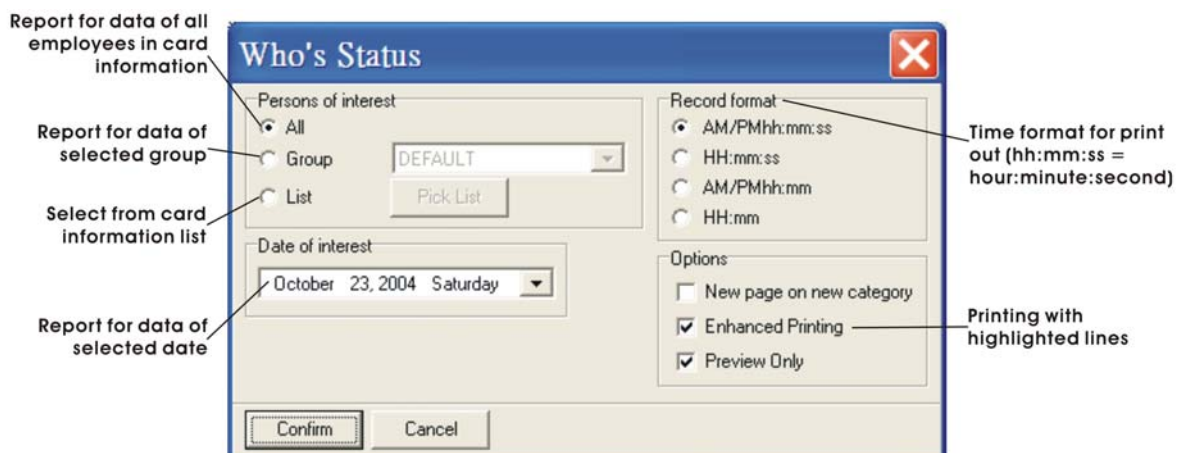 Report for data of all
employees in card
information
Report for data of
selected group
Select from card
information list
Report for data of
selected date
Who's Status
Persons of interest
All
Group
DEFAULT
List
Pick List
Date of interest
October 23, 2004 Saturday
Record format
AM/PMhh:mm:ss
HH:mm:ss
AM/PMhh:mm
HH:mm
Options
New page on new category
Enhanced Printing
Preview Only
Confirm
Cancel
Time format for print
out (hh:mm:ss =
hour:minute:second)
Printing with
highlighted lines